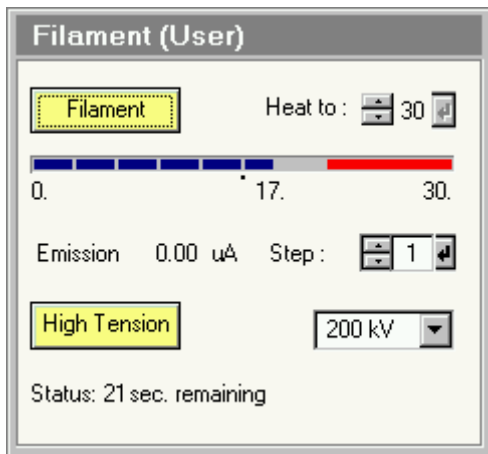 Filament (User)
Filament Heat to : 30
0. 17. 30.
Emission 0.00 uA Step : 1
High Tension 200 kV
Status: 21 sec. remaining